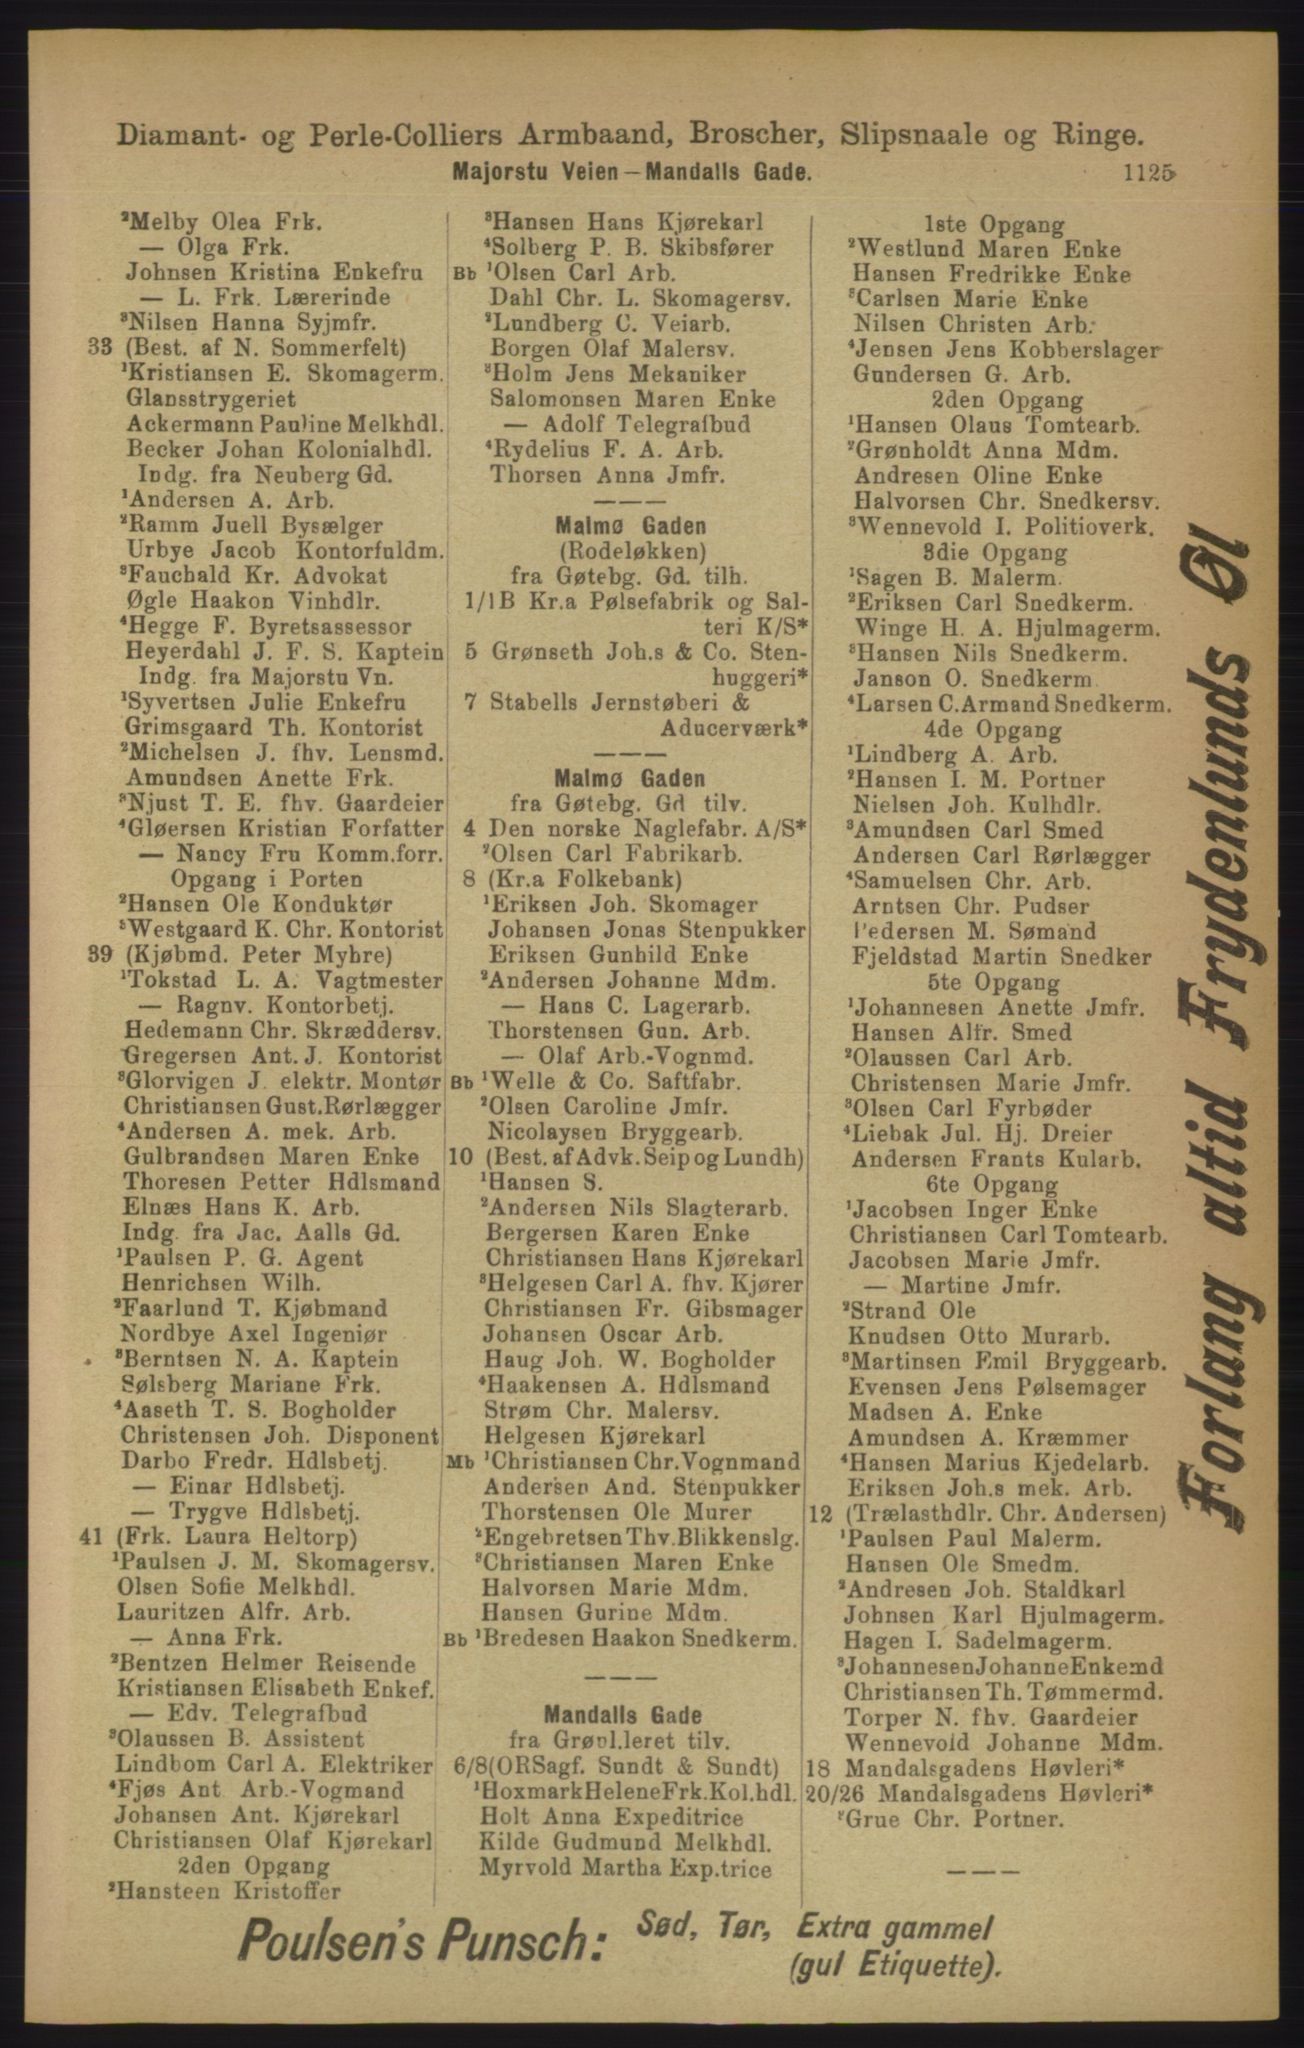 Diamant- og Perle-Colliers Armbaand, Broscher, Slipsnaale og Ringe.
Majorstu Veien – Mandalls Gade. 1125
²Melby Olea Frk.
— Olga Frk.
Johnsen Kristina Enkefru
— L. Frk. Lærerinde
³Nilsen Hanna Syjmfr.
33 (Best. af N. Sommerfelt)
¹Kristiansen E. Skomagerm.
Glansstrygeriet
Ackermann Pauline Melkhdl.
Becker Johan Kolonialhdl.
Indg. fra Neuberg Gd.
¹Andersen A. Arb.
²Ramm Juell Bysælger
Urbye Jacob Kontorfuldm.
³Fauchald Kr. Advokat
Øgle Haakon Vinhdlr.
⁴Hegge F. Byretsassessor
Heyerdahl J. F. S. Kaptein
Indg. fra Majorstu Vn.
¹Syvertsen Julie Enkefru
Grimsgaard Th. Kontorist
²Michelsen J. fhv. Lensmd.
Amundsen Anette Frk.
³Njust T. E. fhv. Gaardeier
⁴Gløersen Kristian Forfatter
— Nancy Fru Komm.forr.
Opgang i Porten
²Hansen Ole Konduktør
⁵Westgaard K. Chr. Kontorist
39 (Kjøbmd. Peter Myhre)
¹Tokstad L. A. Vagtmester
— Ragnv. Kontorbetj.
Hedemann Chr. Skræddersv.
Gregersen Ant. J. Kontorist
³Glorvigen J. elektr. Montør
Christiansen Gust. Rørlægger
⁴Andersen A. mek. Arb.
Gulbrandsen Maren Enke
Thoresen Petter Hdlsmand
Elnæs Hans K. Arb.
Indg. fra Jac. Aalls Gd.
¹Paulsen P. G. Agent
Henrichsen Wilh.
²Faarlund T. Kjøbmand
Nordbye Axel Ingeniør
³Berntsen N. A. Kaptein
Sølsberg Mariane Frk.
⁴Aaseth T. S. Bogholder
Christensen Joh. Disponent
Darbo Fredr. Hdlsbetj.
— Einar Hdlsbetj.
— Trygve Hdlsbetj.
41 (Frk. Laura Heltorp)
¹Paulsen J. M. Skomagersv.
Olsen Sofie Melkhdl.
Lauritzen Alfr. Arb.
— Anna Frk.
²Bentzen Helmer Reisende
Kristiansen Elisabeth Enkef.
— Edv. Telegrafbud
³Olaussen B. Assistent
Lindbom Carl A. Elektriker
⁴Fjøs Ant Arb.-Vogmand
Johansen Ant. Kjørekarl
Christiansen Olaf Kjørekarl
2den Opgang
²Hansteen Kristoffer
³Hansen Hans Kjørekarl
⁴Solberg P. B. Skibsfører
Bb ¹Olsen Carl Arb.
Dahl Chr. L. Skomagersv.
²Lundberg C. Veiarb.
Borgen Olaf Malersv.
³Holm Jens Mekaniker
Salomonsen Maren Enke
— Adolf Telegrafbud
⁴Rydelius F. A. Arb.
Thorsen Anna Jmfr.
———
Malmø Gaden
(Rodeløkken)
fra Gøtebg. Gd. tilh.
1/1B Kr.a Pølsefabrik og Sal-
teri K/S*
5 Grønseth Joh.s & Co. Sten-
huggeri*
7 Stabells Jernstøberi &
Aducerværk*
———
Malmø Gaden
fra Gøtebg. Gd tilv.
4 Den norske Naglefabr. A/S*
²Olsen Carl Fabrikarb.
8 (Kr.a Folkebank)
¹Eriksen Joh. Skomager
Johansen Jonas Stenpukker
Eriksen Gunhild Enke
²Andersen Johanne Mdm.
— Hans C. Lagerarb.
Thorstensen Gun. Arb.
— Olaf Arb.-Vognmd.
Bb ¹Welle & Co. Saftfabr.
²Olsen Caroline Jmfr.
Nicolaysen Bryggearb.
10 (Best. af Advk. Seip og Lundh)
¹Hansen S.
²Andersen Nils Slagterarb.
Bergersen Karen Enke
Christiansen Hans Kjørekarl
³Helgesen Carl A. fhv. Kjører
Christiansen Fr. Gibsmager
Johansen Oscar Arb.
Haug Joh. W. Bogholder
⁴Haakensen A. Hdlsmand
Strøm Chr. Malersv.
Helgesen Kjørekarl
Mb ¹Christiansen Chr. Vognmand
Andersen And. Stenpukker
Thorstensen Ole Murer
²Engebretsen Thv. Blikkenslg.
³Christiansen Maren Enke
Halvorsen Marie Mdm.
Hansen Gurine Mdm.
Bb ¹Bredesen Haakon Snedkerm.
———
Mandalls Gade
fra Grønl.leret tilv.
6/8 (ORSagf. Sundt & Sundt)
¹Hoxmark Helene Frk. Kol.hdl.
Holt Anna Expeditrice
Kilde Gudmund Melkhdl.
Myrvold Martha Exp.trice
1ste Opgang
²Westlund Maren Enke
Hansen Fredrikke Enke
³Carlsen Marie Enke
Nilsen Christen Arb.
⁴Jensen Jens Kobberslager
Gundersen G. Arb.
2den Opgang
¹Hansen Olaus Tomtearb.
²Grønholdt Anna Mdm.
Andresen Oline Enke
Halvorsen Chr. Snedkersv.
³Wennevold I. Politioverk.
3die Opgang
¹Sagen B. Malerm.
²Eriksen Carl Snedkerm.
Winge H. A. Hjulmagerm.
³Hansen Nils Snedkerm.
Janson O. Snedkerm
⁴Larsen C. Armand Snedkerm.
4de Opgang
¹Lindberg A. Arb.
²Hansen I. M. Portner
Nielsen Joh. Kulhdlr.
³Amundsen Carl Smed
Andersen Carl Rørlægger
⁴Samuelsen Chr. Arb.
Arntsen Chr. Pudser
Pedersen M. Sømand
Fjeldstad Martin Snedker
5te Opgang
¹Johannesen Anette Jmfr.
Hansen Alfr. Smed
²Olaussen Carl Arb.
Christensen Marie Jmfr.
³Olsen Carl Fyrbøder
⁴Liebak Jul. Hj. Dreier
Andersen Frants Kularb.
6te Opgang
¹Jacobsen Inger Enke
Christiansen Carl Tomtearb.
Jacobsen Marie Jmfr.
— Martine Jmfr.
²Strand Ole
Knudsen Otto Murarb.
³Martinsen Emil Bryggearb.
Evensen Jens Pølsemager
Madsen A. Enke
Amundsen A. Kræmmer
⁴Hansen Marius Kjedelarb.
Eriksen Joh.s mek. Arb.
12 (Trælasthdlr. Chr. Andersen)
¹Paulsen Paul Malerm.
Hansen Ole Smedm.
²Andresen Joh. Staldkarl
Johnsen Karl Hjulmagerm.
Hagen I. Sadelmagerm.
³Johannesen Johanne Enkemd
Christiansen Th. Tømmermd.
Torper N. fhv. Gaardeier
Wennevold Johanne Mdm.
18 Mandalsgadens Høvleri*
20/26 Mandalsgadens Høvleri*
²Grue Chr. Portner.
———
Forlang altid Frydenlunds Øl
Poulsen's Punsch: Sød, Tør, Extra gammel
(gul Etiquette).